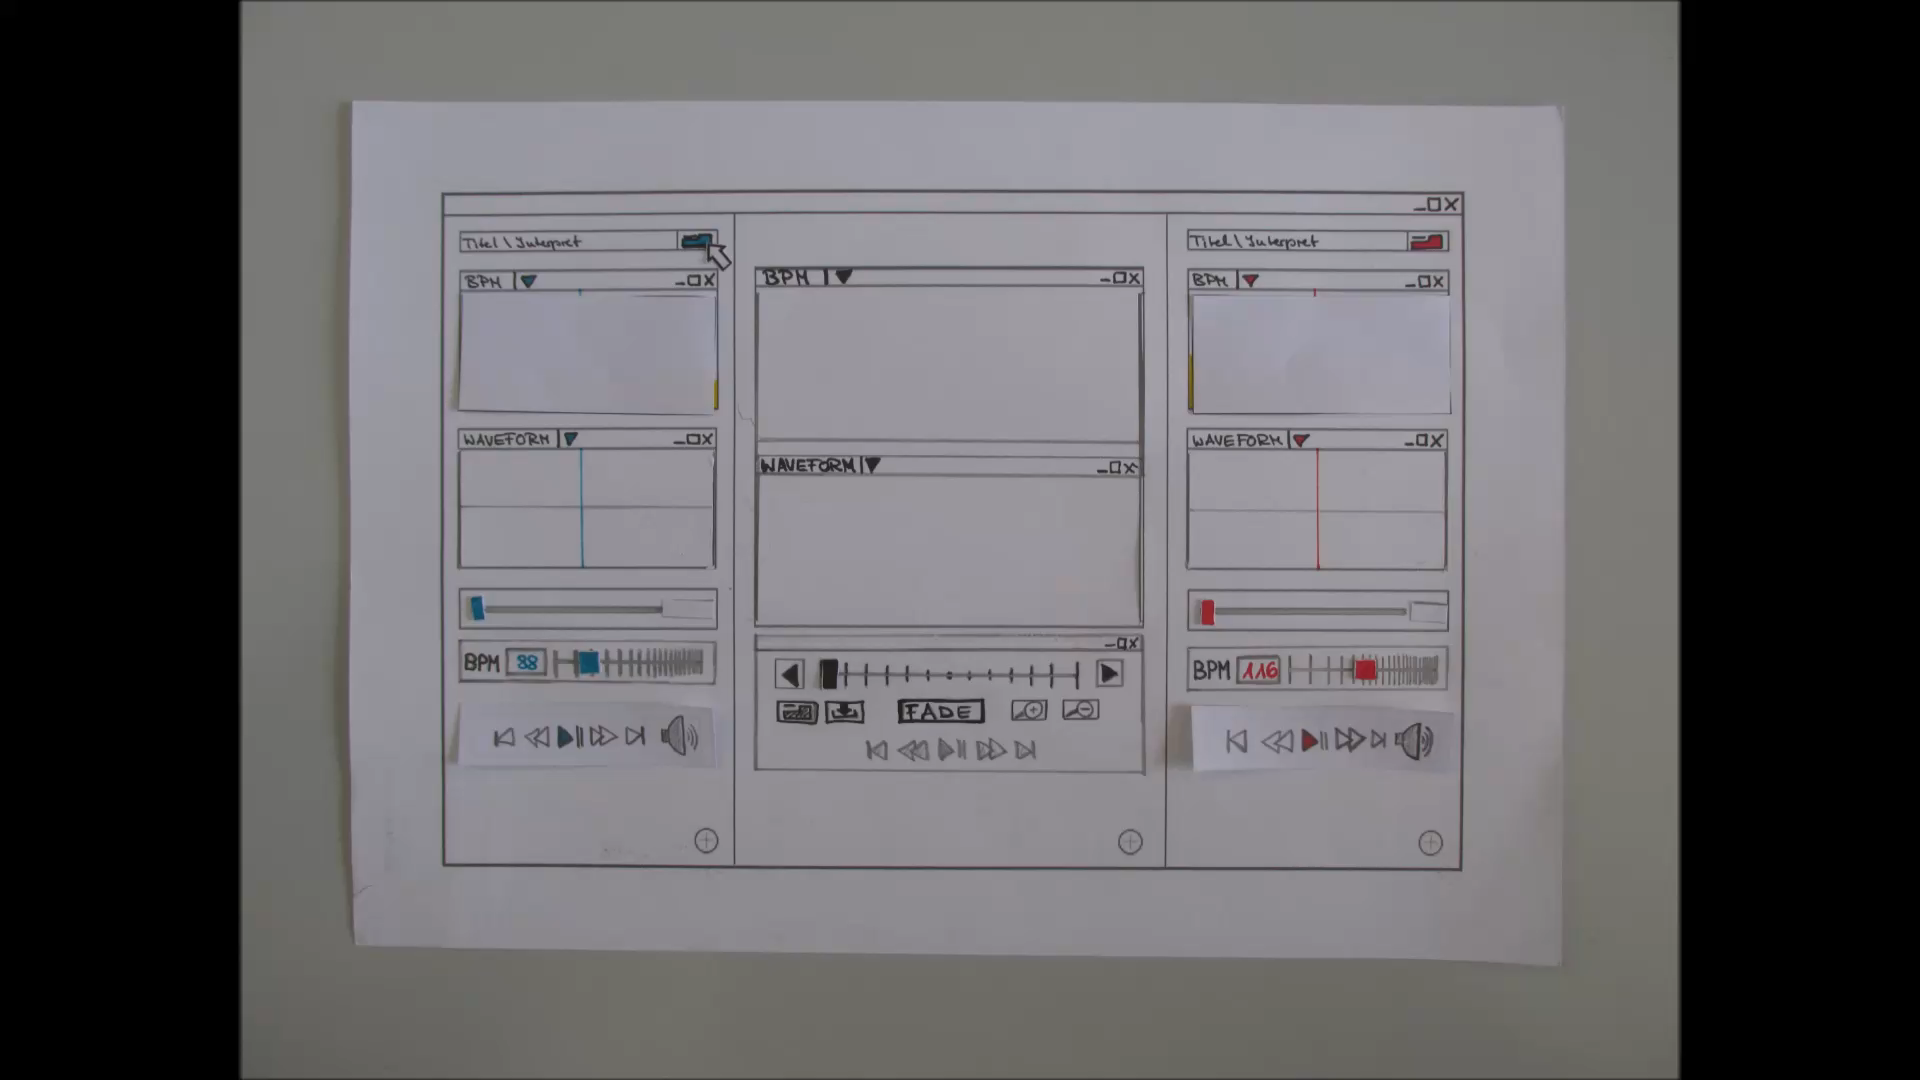 Titel \ Interpret
BPM
WAVEFORM
BPM 88
BPM
WAVEFORM
FADE
Titel \ Interpret
BPM
WAVEFORM
BPM 116